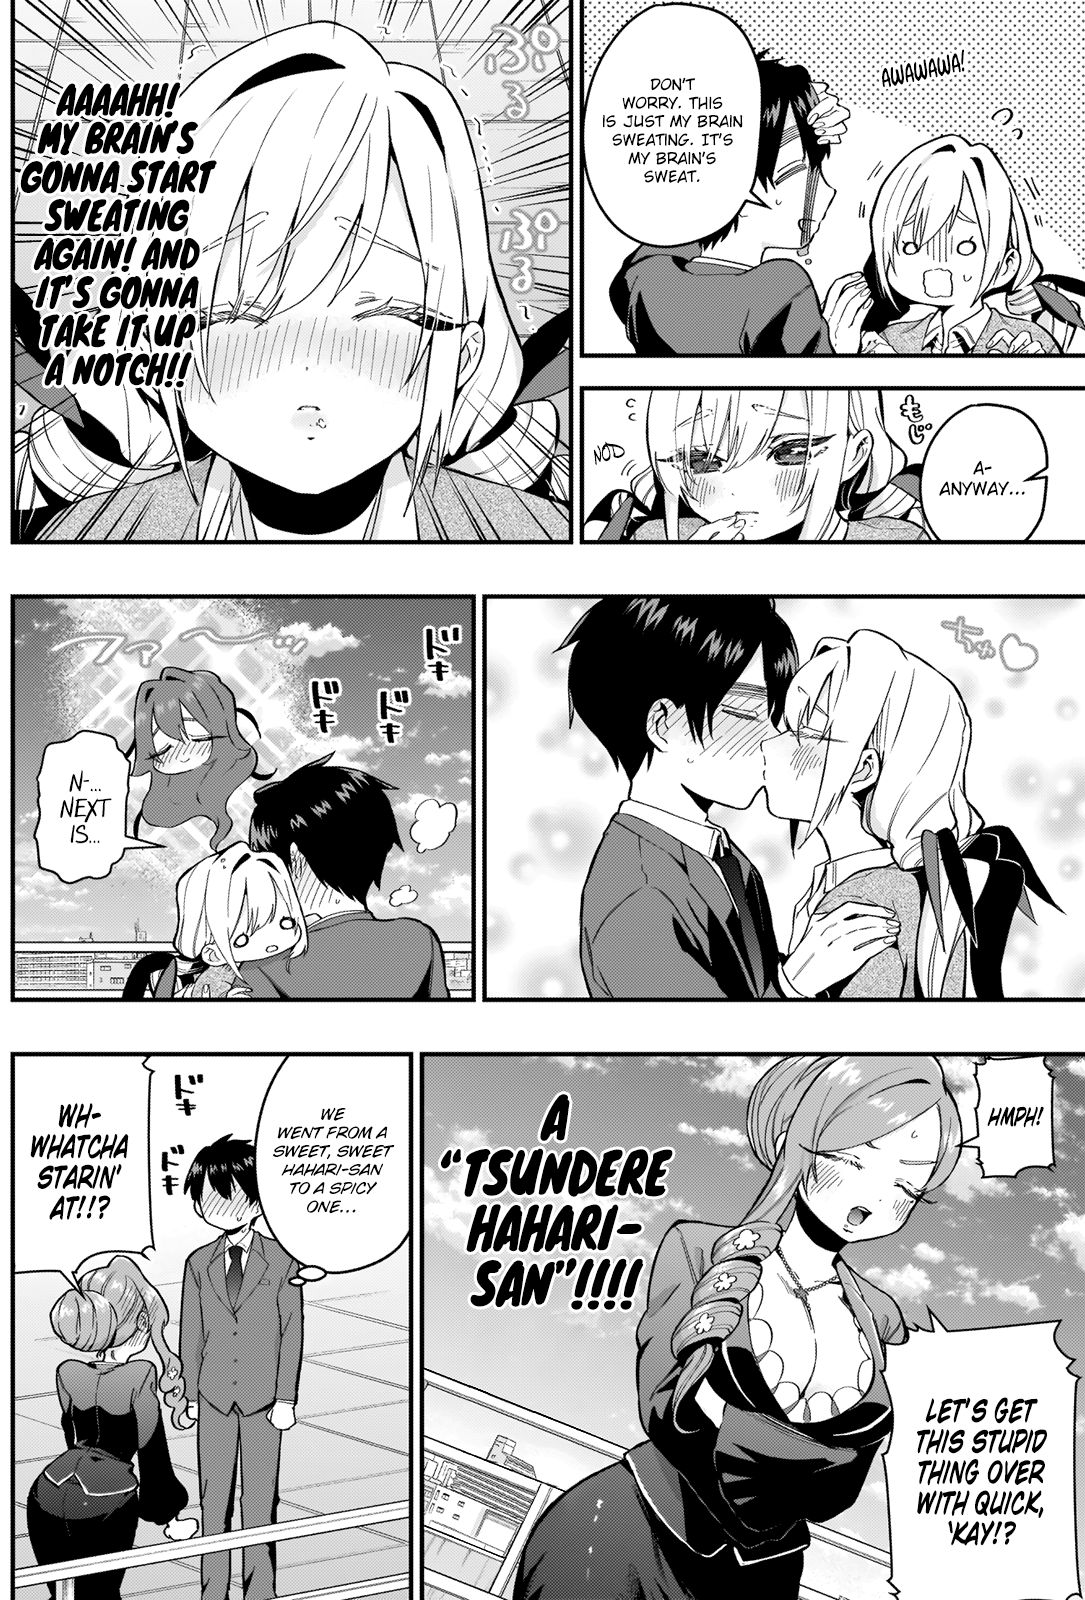 AWAWAWA!
DON'T
WORRY. THIS
IS JUST MY BRAIN
SWEATING. IT'S
MY BRAIN'S
SWEAT.
ぷる
ぷる
AAAAHH!
MY BRAIN'S
GONNA START
SWEATING
AGAIN! AND
IT'S GONNA
TAKE IT UP
A NOTCH!!
もじ
A-
ANYWAY...
NOD
ちゅ♡
ドキ
ドキ
ドキ
ファ〜〜ッ
N-...
NEXT
IS...
HMPH!
A
"TSUNDERE
HAHARI-
SAN"!!!!
LET'S GET
THIS STUPID
THING OVER
WITH QUICK,
'KAY!?
WE
WENT FROM A
SWEET, SWEET
HAHARI-SAN
TO A SPICY
ONE...
ドキ
ドキ
WH-
WHATCHA
STARIN'
AT!!?